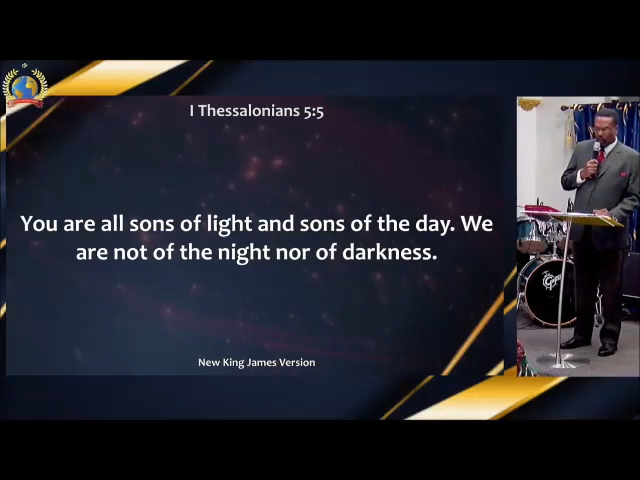 I Thessalonians 5:5
You are all sons of light and sons of the day. We
are not of the night nor of darkness.
New King James Version